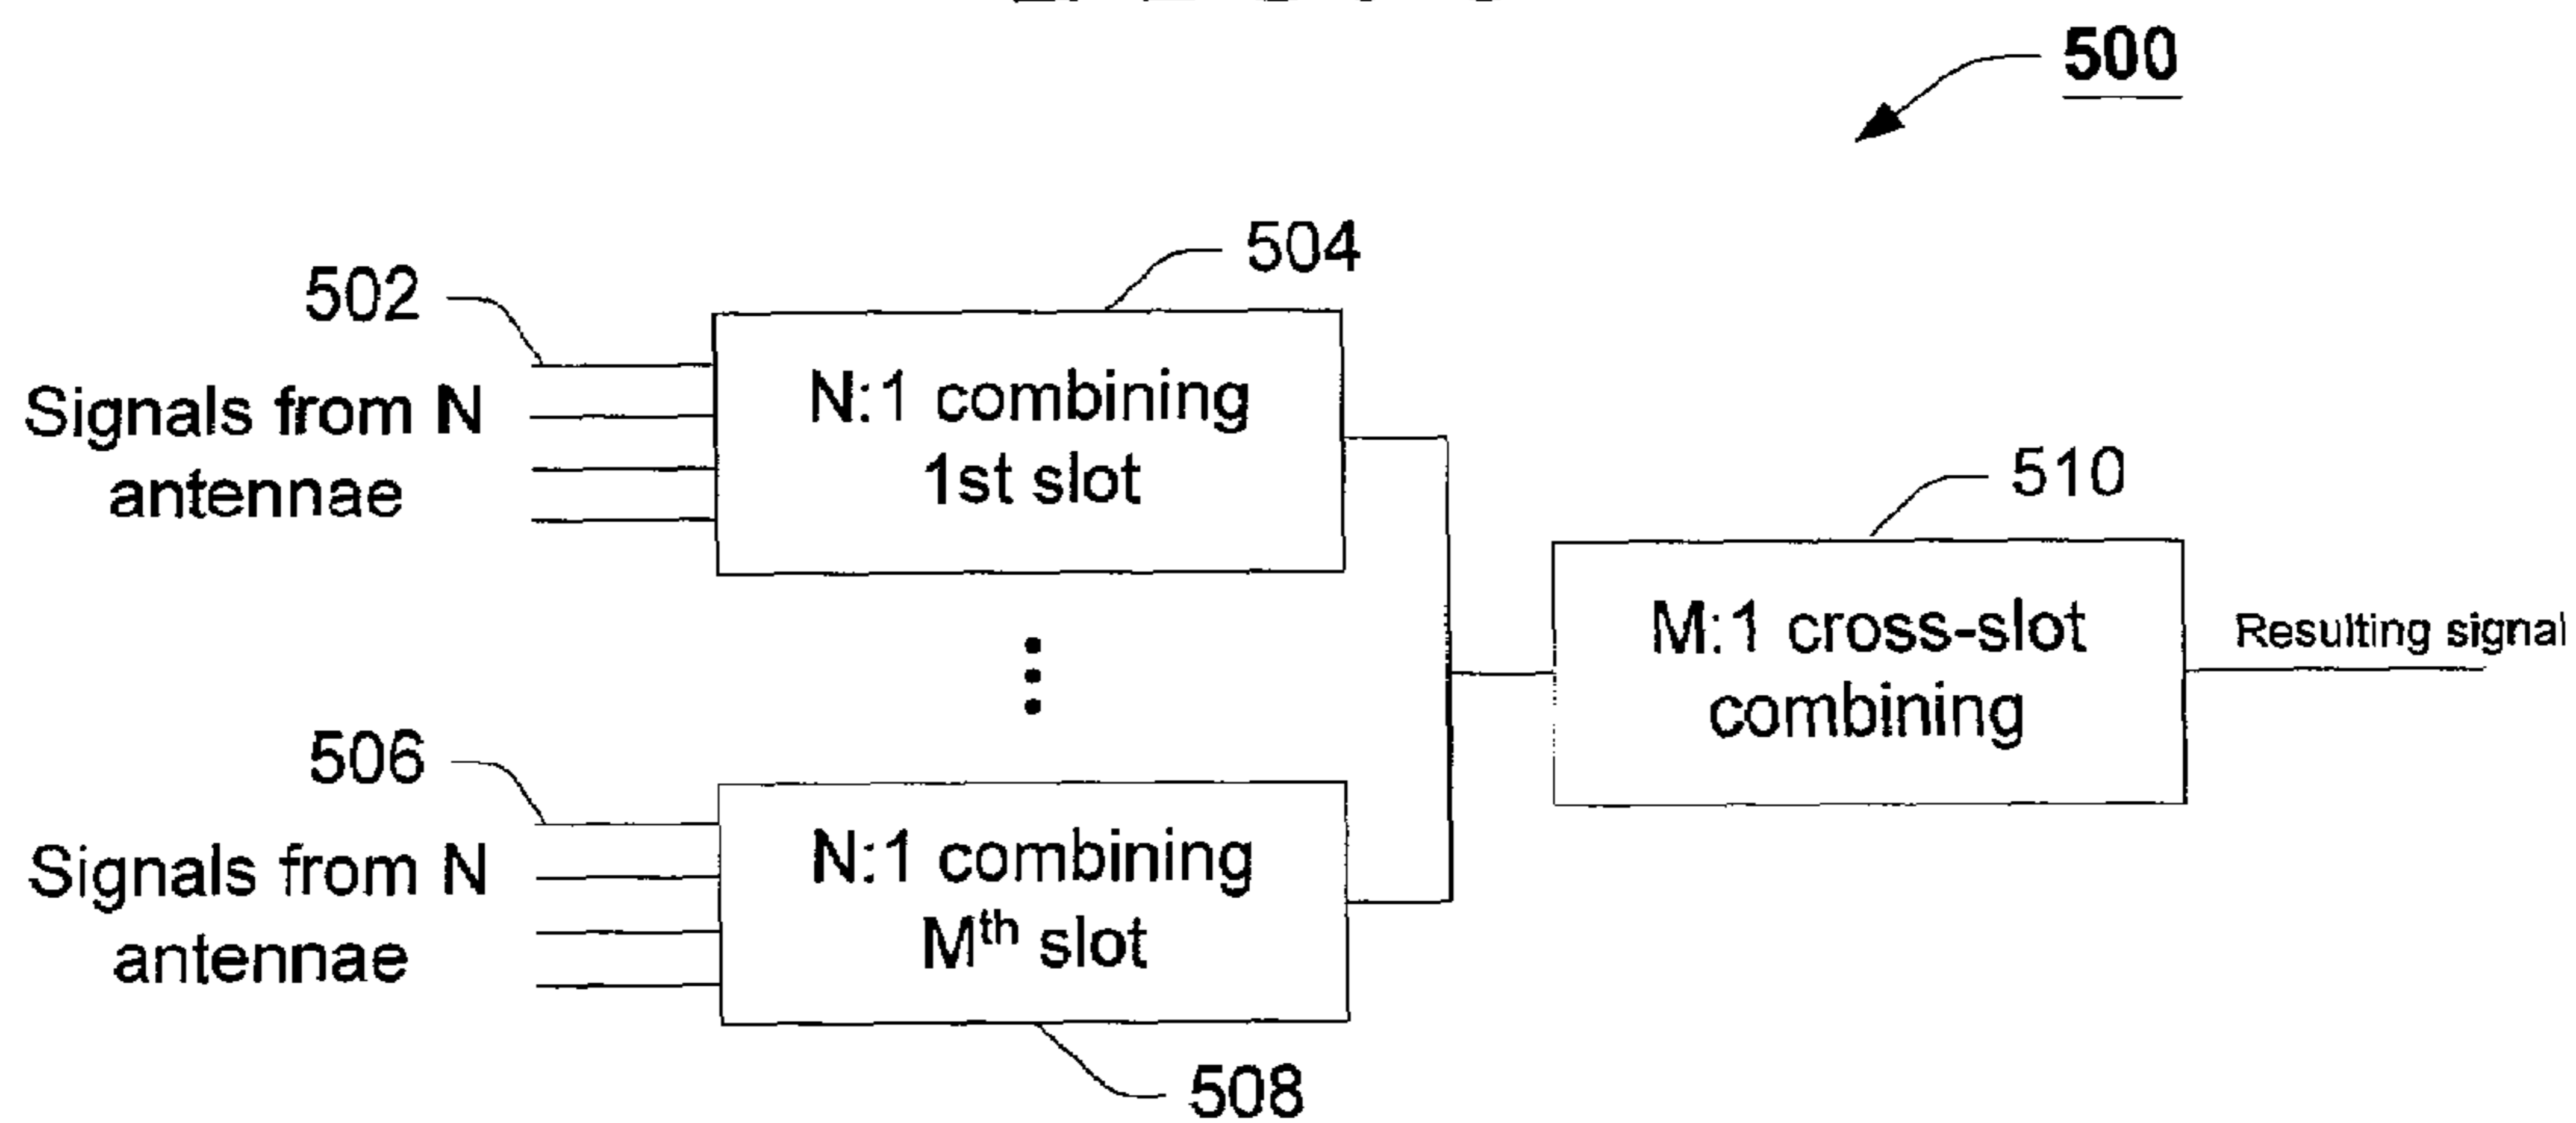 500
504
502
Signals from N
antennae
N:1 combining
1st slot
510
M:1 cross-slot
combining
Resulting signal
506
Signals from N
antennae
N:1 combining
Mth slot
508